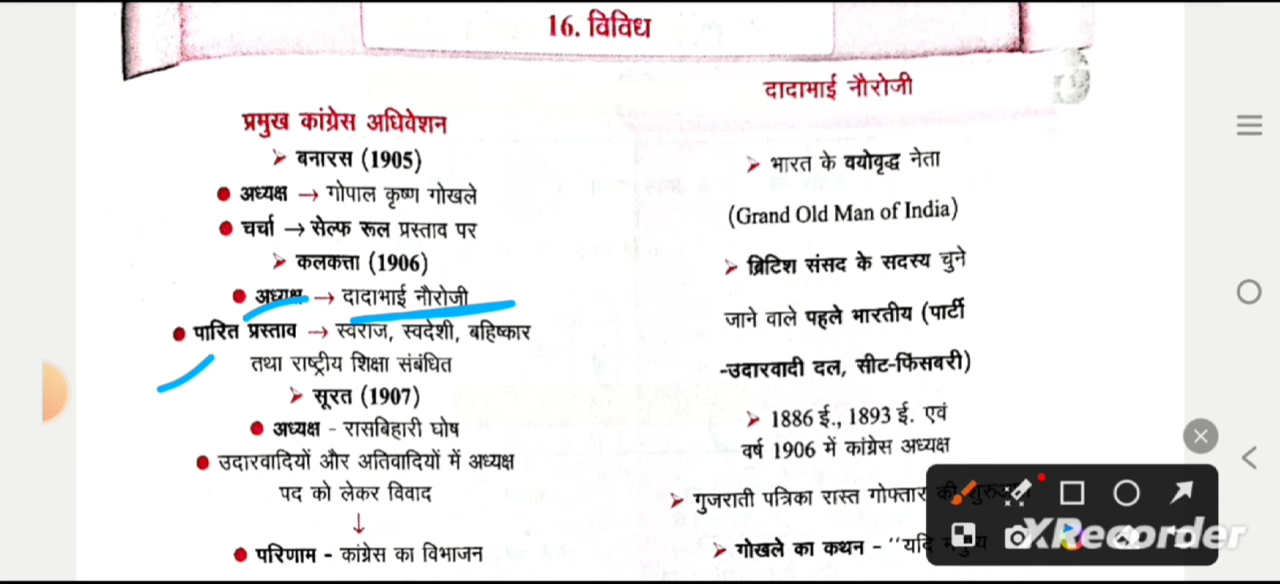 16. विविध
प्रमुख कांग्रेस अधिवेशन
➤ बनारस (1905)
● अध्यक्ष → गोपाल कृष्ण गोखले
● चर्चा → सेल्फ रूल प्रस्ताव पर
➤ कलकत्ता (1906)
● अध्यक्ष → दादाभाई नौरोजी
● पारित प्रस्ताव → स्वराज, स्वदेशी, बहिष्कार
तथा राष्ट्रीय शिक्षा संबंधित
➤ सूरत (1907)
● अध्यक्ष - रासबिहारी घोष
● उदारवादियों और अतिवादियों में अध्यक्ष
पद को लेकर विवाद
↓
● परिणाम - कांग्रेस का विभाजन
दादाभाई नौरोजी
➤ भारत के वयोवृद्ध नेता
(Grand Old Man of India)
➤ ब्रिटिश संसद के सदस्य चुने
जाने वाले पहले भारतीय (पार्टी
-उदारवादी दल, सीट-फिंसबरी)
➤ 1886 ई., 1893 ई. एवं
वर्ष 1906 में कांग्रेस अध्यक्ष
➤ गुजराती पत्रिका रास्त गोफ्तार की
➤ गोखले का कथन - "यदि
XRecorder